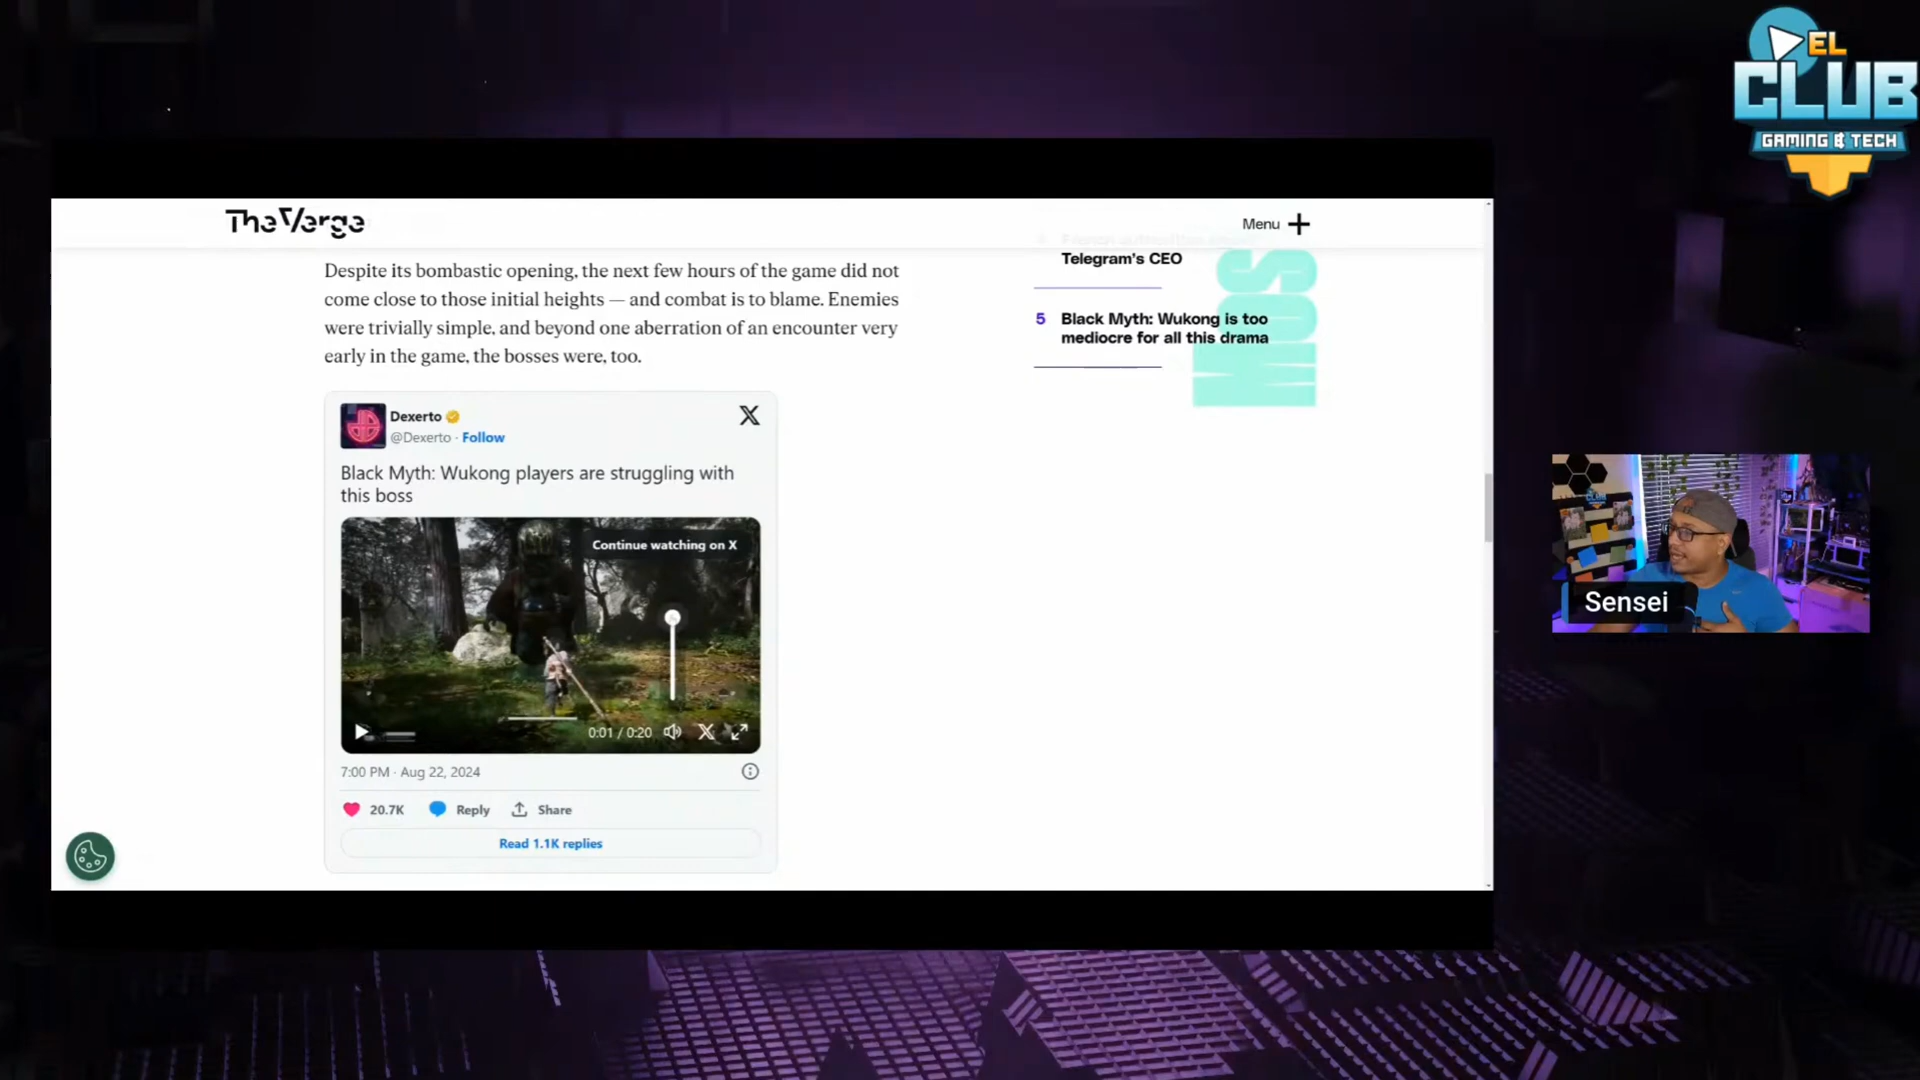 EL
CLUB
GAMING & TECH
The Verge
Menu
Despite its bombastic opening, the next few hours of the game did not
come close to those initial heights — and combat is to blame. Enemies
were trivially simple, and beyond one aberration of an encounter very
early in the game, the bosses were, too.
Telegram's CEO
5 Black Myth: Wukong is too
mediocre for all this drama
MOS
Dexerto
@Dexerto · Follow
Black Myth: Wukong players are struggling with
this boss
Continue watching on X
0:01 / 0:20
7:00 PM · Aug 22, 2024
20.7K Reply Share
Read 1.1K replies
Sensei